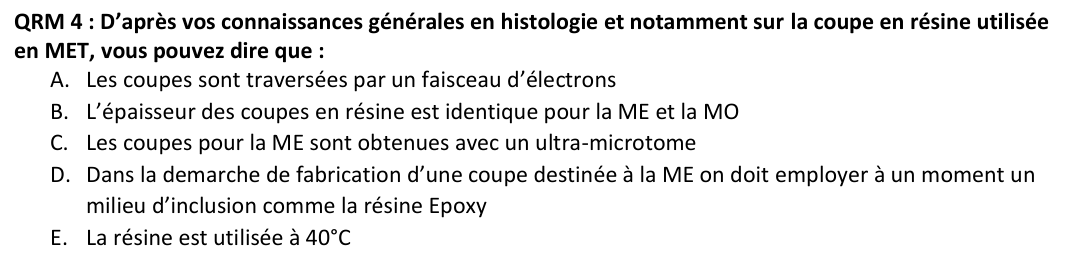 QRM 4 : D’après vos connaissances générales en histologie et notamment sur la coupe en résine utilisée
en MET, vous pouvez dire que :
A. Les coupes sont traversées par un faisceau d’électrons
B. L’épaisseur des coupes en résine est identique pour la ME et la MO
C. Les coupes pour la ME sont obtenues avec un ultra-microtome
D. Dans la demarche de fabrication d’une coupe destinée à la ME on doit employer à un moment un
milieu d’inclusion comme la résine Epoxy
E. La résine est utilisée à 40°C